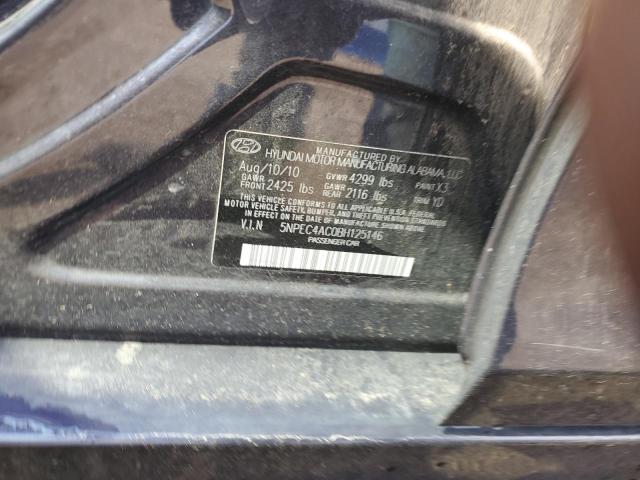 MANUFACTURED BY
HYUNDAI MOTOR MANUFACTURING ALABAMA, LLC
Aug/10/10 GVWR 4299 lbs PAINT X3
GAWR FRONT 2425 lbs GAWR REAR 2116 lbs TRIM YD
THIS VEHICLE CONFORMS TO ALL APPLICABLE U.S.A. FEDERAL
MOTOR VEHICLE SAFETY, BUMPER, AND THEFT PREVENTION STANDARDS
IN EFFECT ON THE DATE OF MANUFACTURE SHOWN ABOVE.
V.I.N 5NPEC4AC0BH125146
PASSENGER CAR